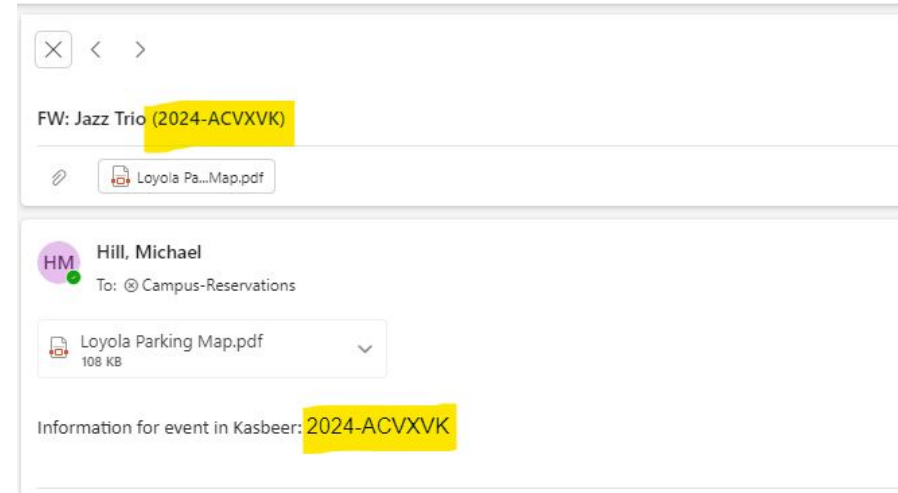 FW: Jazz Trio (2024-ACVXVK)
Loyola Pa...Map.pdf
HM
Hill, Michael
To: Campus-Reservations
Loyola Parking Map.pdf
108 KB
Information for event in Kasbeer: 2024-ACVXVK